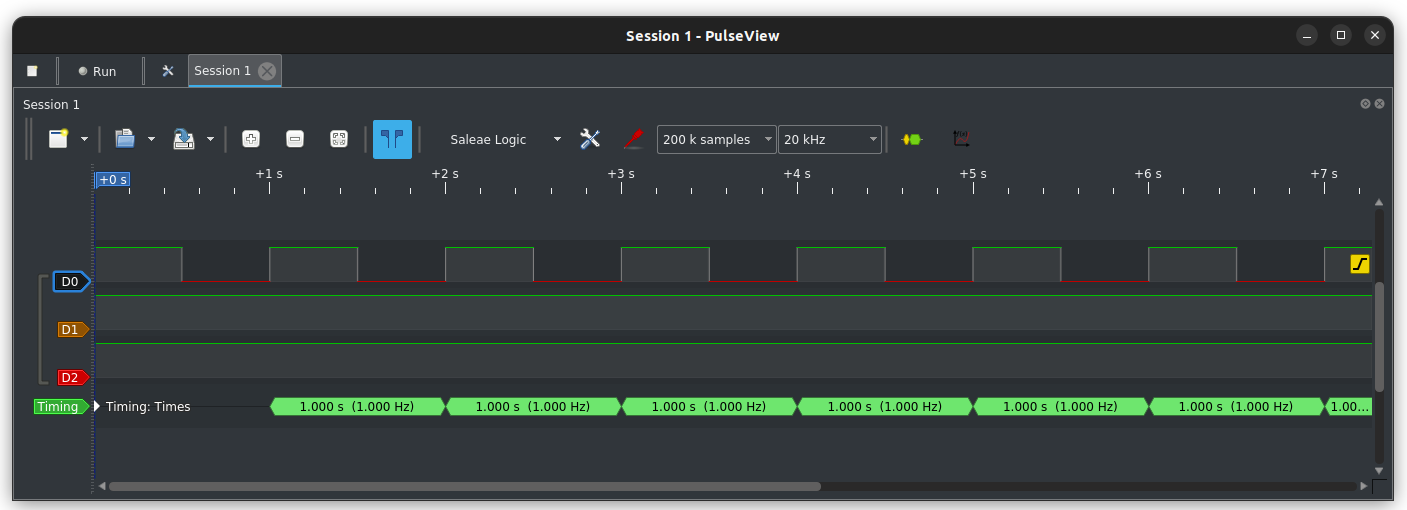 Session 1 - PulseView
Run
Session 1
Session 1
Saleae Logic
200 k samples
20 kHz
+0 s
+1 s
+2 s
+3 s
+4 s
+5 s
+6 s
+7 s
D0
D1
D2
Timing
Timing: Times
1.000 s (1.000 Hz)
1.000 s (1.000 Hz)
1.000 s (1.000 Hz)
1.000 s (1.000 Hz)
1.000 s (1.000 Hz)
1.000 s (1.000 Hz)
1.00...